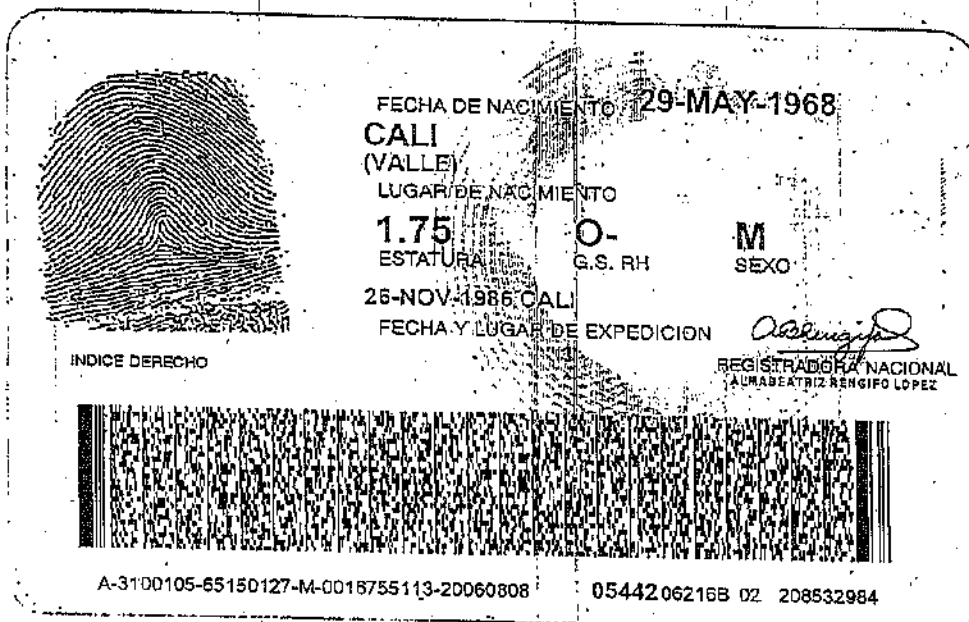 FECHA DE NACIMIENTO 29-MAY-1968
CALI
(VALLE)
LUGAR DE NACIMIENTO
1.75 O- M
ESTATURA G.S. RH SEXO
26-NOV-1986 CALI
FECHA Y LUGAR DE EXPEDICION
INDICE DERECHO
REGISTRADORA NACIONAL
ALMABEATRIZ RENGIFO LOPEZ
A-3100105-65150127-M-0016755113-20060808 05442 06216B 02 208532984